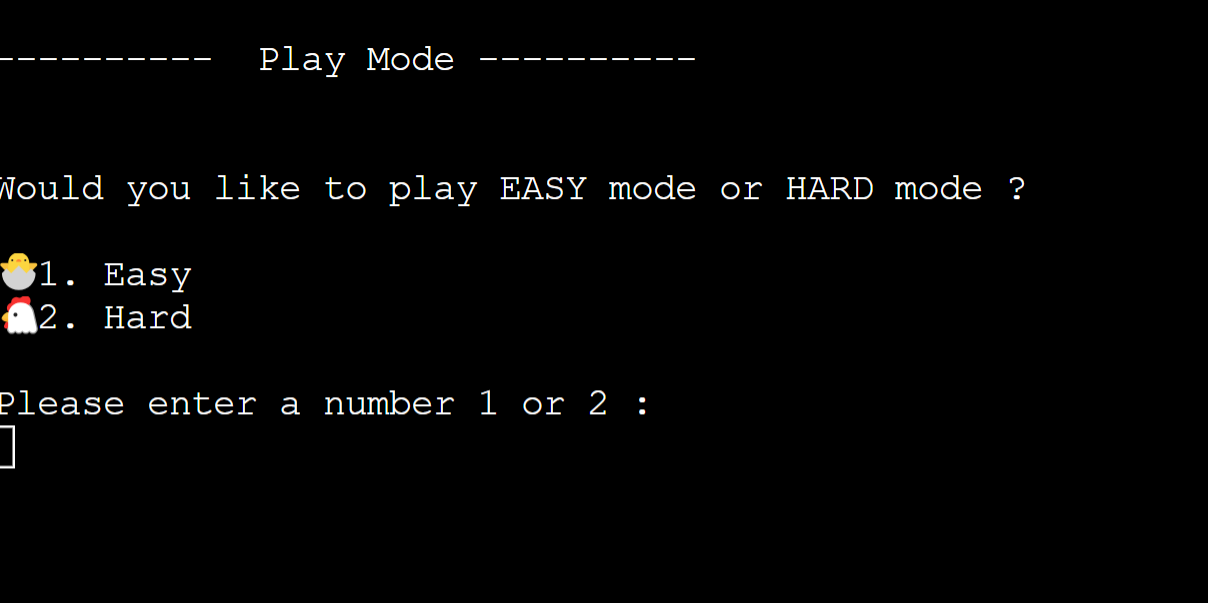 ----------  Play Mode ----------
Would you like to play EASY mode or HARD mode ?
🐣1. Easy
🐔2. Hard
Please enter a number 1 or 2 :